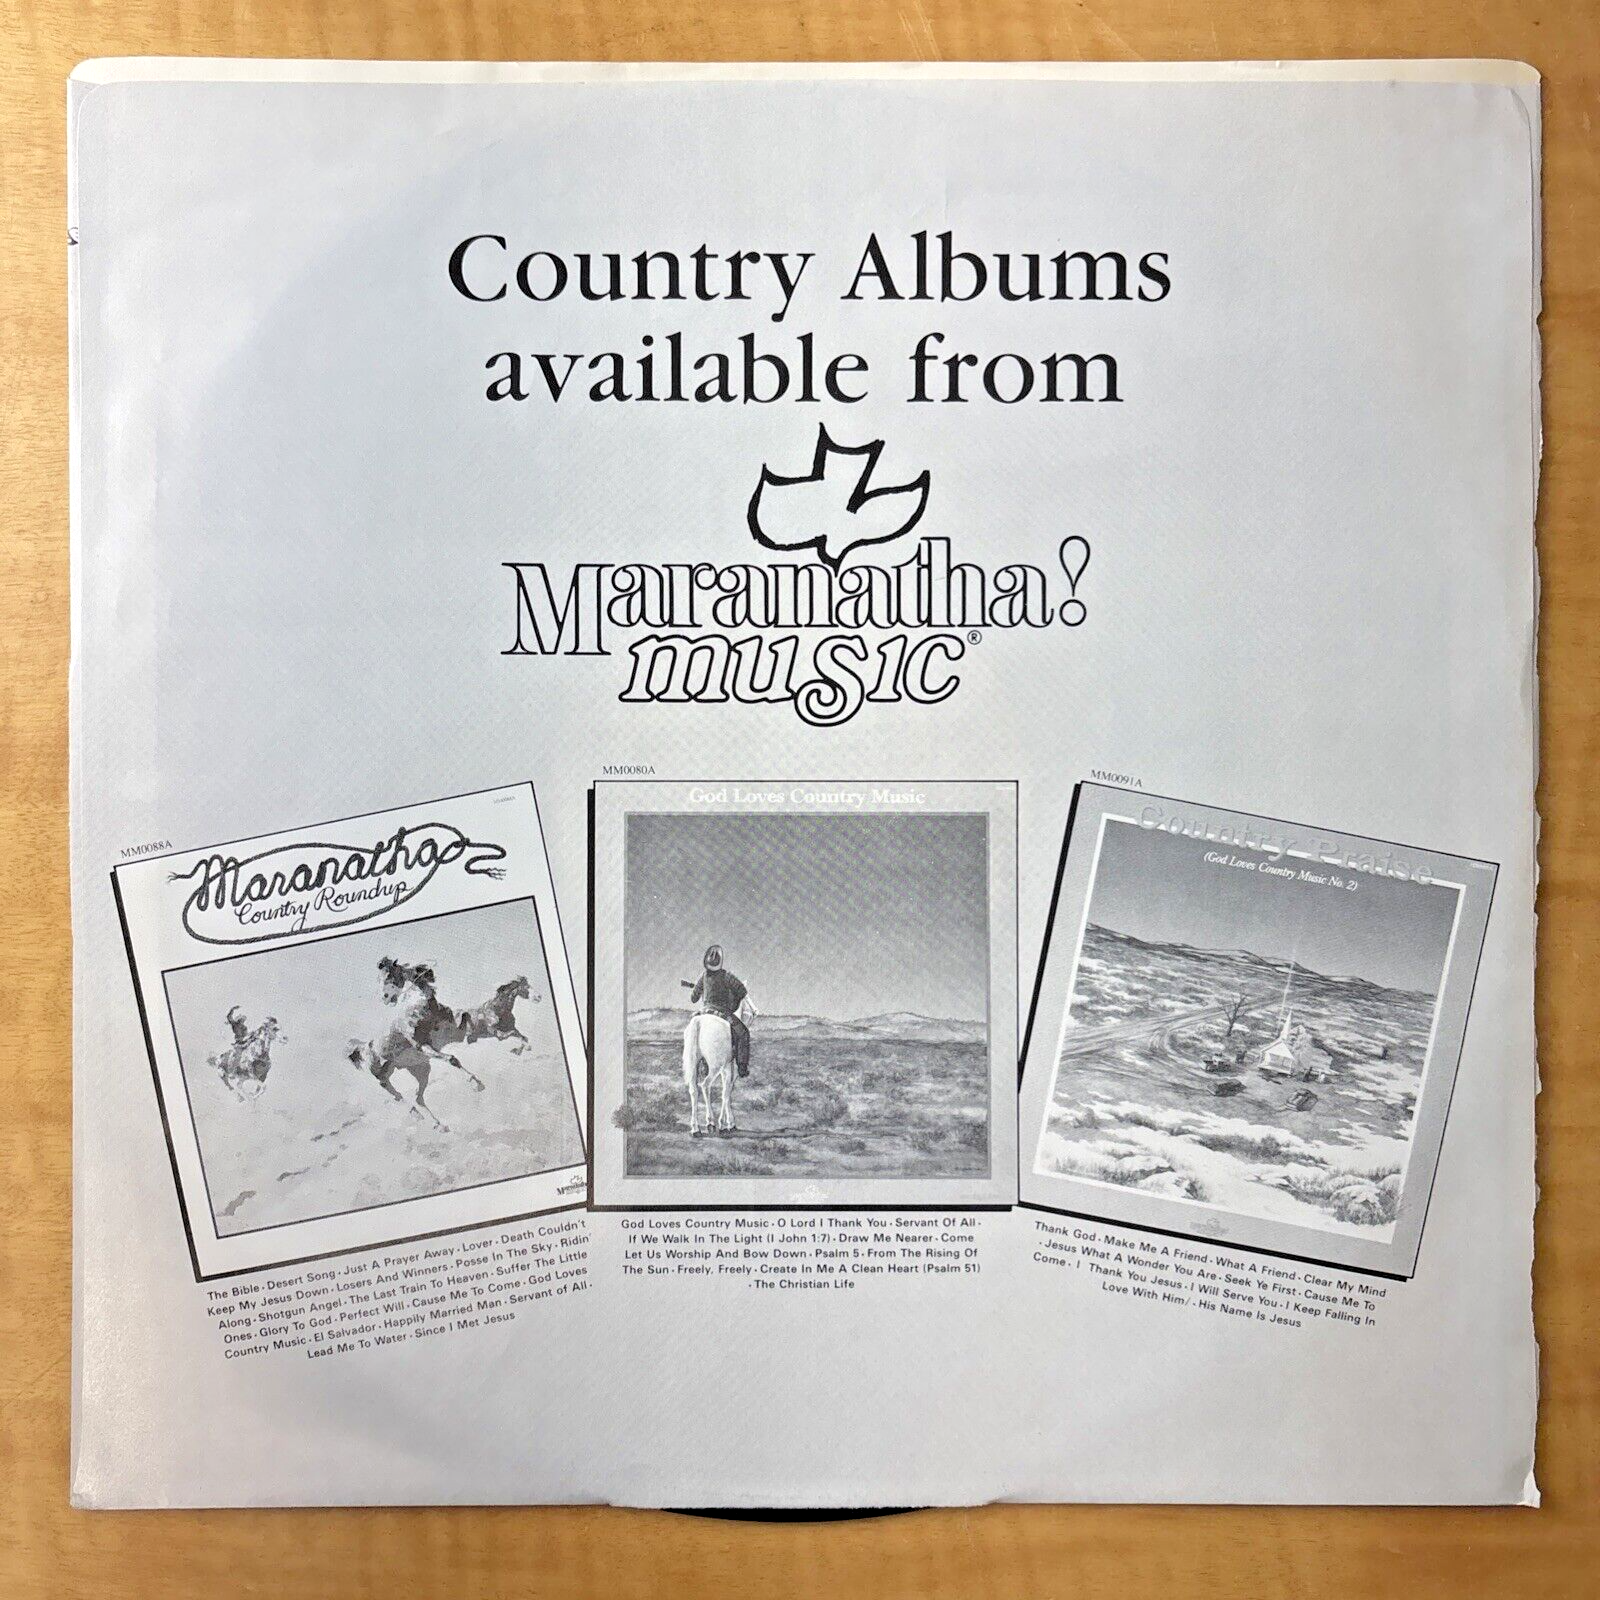 Country Albums
available from
Maranatha!
music®
MM0088A
Maranatha
Country Roundup
The Bible • Desert Song • Just A Prayer Away • Lover • Death Couldn't
Keep My Jesus Down • Losers And Winners • Posse In The Sky • Ridin'
Along • Shotgun Angel • The Last Train To Heaven • Suffer The Little
Ones • Glory To God • Perfect Will • Cause Me To Come • God Loves
Country Music • El Salvador • Happily Married Man • Servant of All •
Lead Me To Water • Since I Met Jesus
MM0080A
God Loves Country Music
God Loves Country Music • O Lord I Thank You • Servant Of All •
If We Walk In The Light (I John 1:7) • Draw Me Nearer • Come
Let Us Worship And Bow Down • Psalm 5 • From The Rising Of
The Sun • Freely, Freely • Create In Me A Clean Heart (Psalm 51)
• The Christian Life
MM0091A
Country Praise
(God Loves Country Music No. 2)
Thank God • Make Me A Friend • What A Friend • Clear My Mind
• Jesus What A Wonder You Are • Seek Ye First • Cause Me To
Come • I Thank You Jesus • I Will Serve You • I Keep Falling In
Love With Him/ • His Name Is Jesus